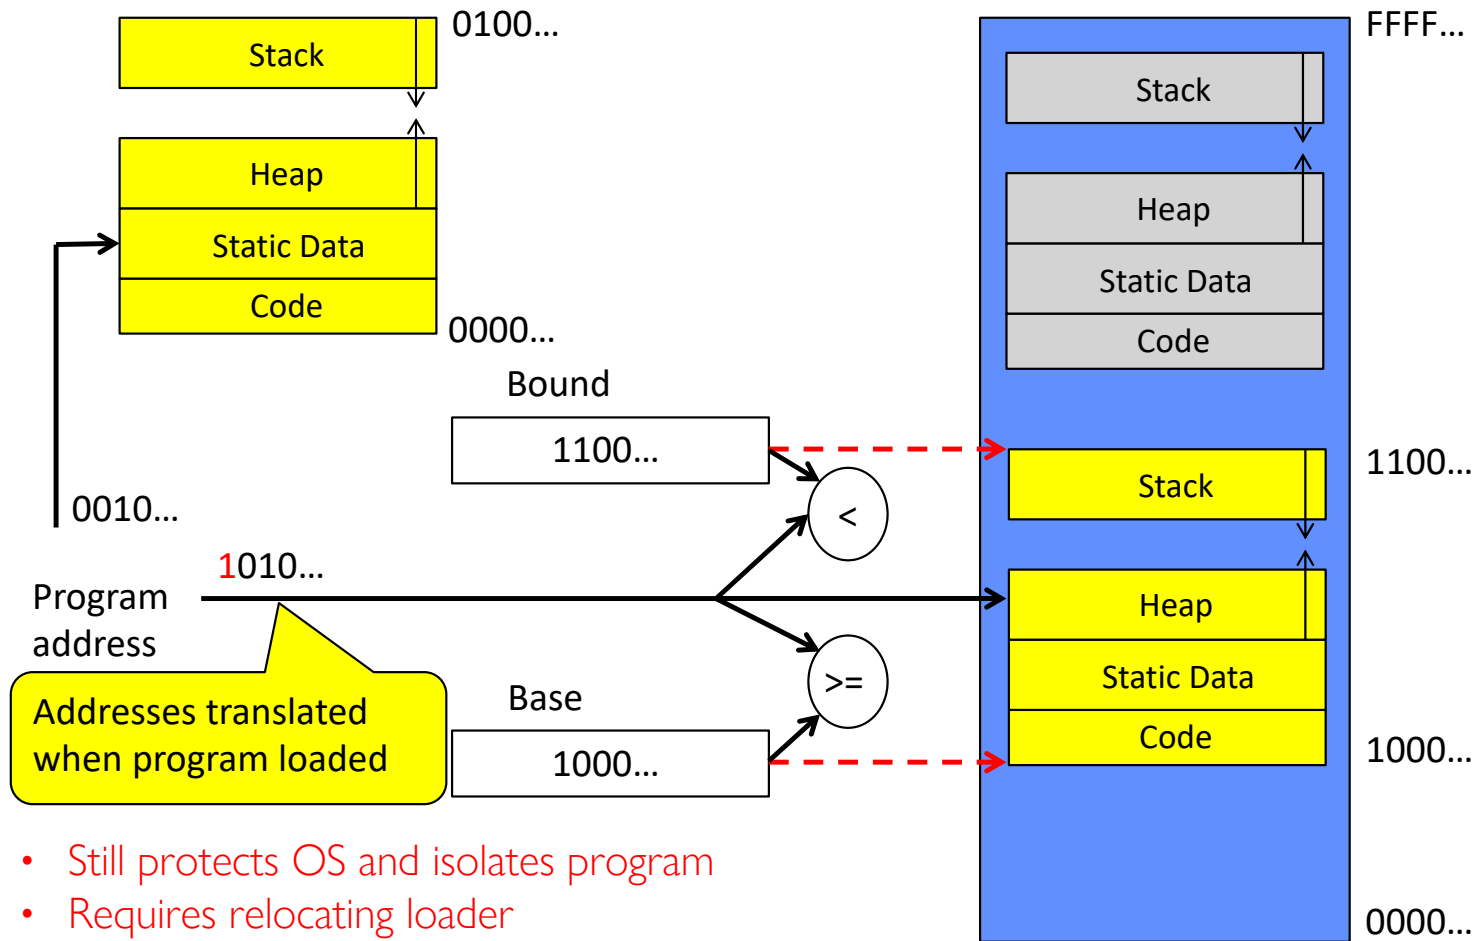 0100...
Stack
Heap
Static Data
Code
0000...
0010...
Bound
1100...
<
1010...
Program
address
Addresses translated
when program loaded
>=
Base
1000...
FFFF...
Stack
Heap
Static Data
Code
1100...
Stack
Heap
Static Data
Code
1000...
0000...
• Still protects OS and isolates program
• Requires relocating loader